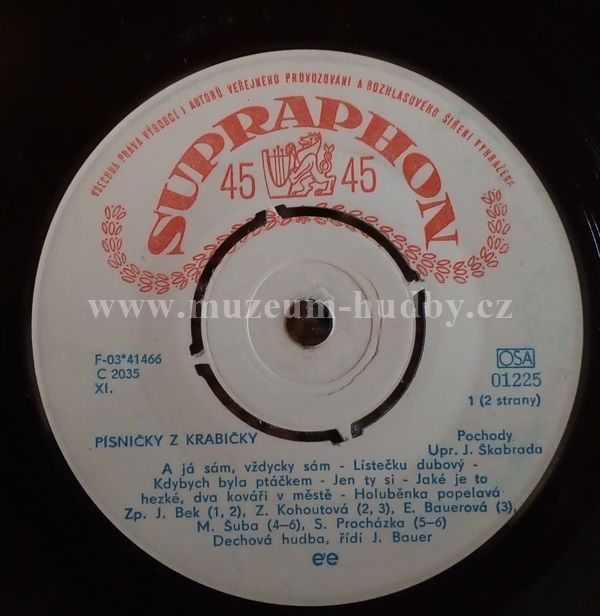 VŠECHNA PRÁVA VÝROBCE I AUTORŮ VEŘEJNÉHO PROVOZOVÁNÍ A ROZHLASOVÉHO ŠÍŘENÍ VYHRAŽENA
SUPRAPHON
45 45
www.muzeum-hudby.cz
F-03*41466
C 2035
XI.
OSA
01225
1 (2 strany)
PÍSNIČKY Z KRABIČKY
Pochody
Upr. J. Škabrada
A já sám, vždycky sám - Lístečku dubový -
Kdybych byla ptáčkem - Jen ty si - Jaké je to
hezké, dva kováři v městě - Holuběnka popelavá
Zp. J. Bek (1, 2), Z. Kohoutová (2, 3), E. Bauerová (3),
M. Šuba (4-6), S. Procházka (5-6)
Dechová hudba, řídí J. Bauer
e'e